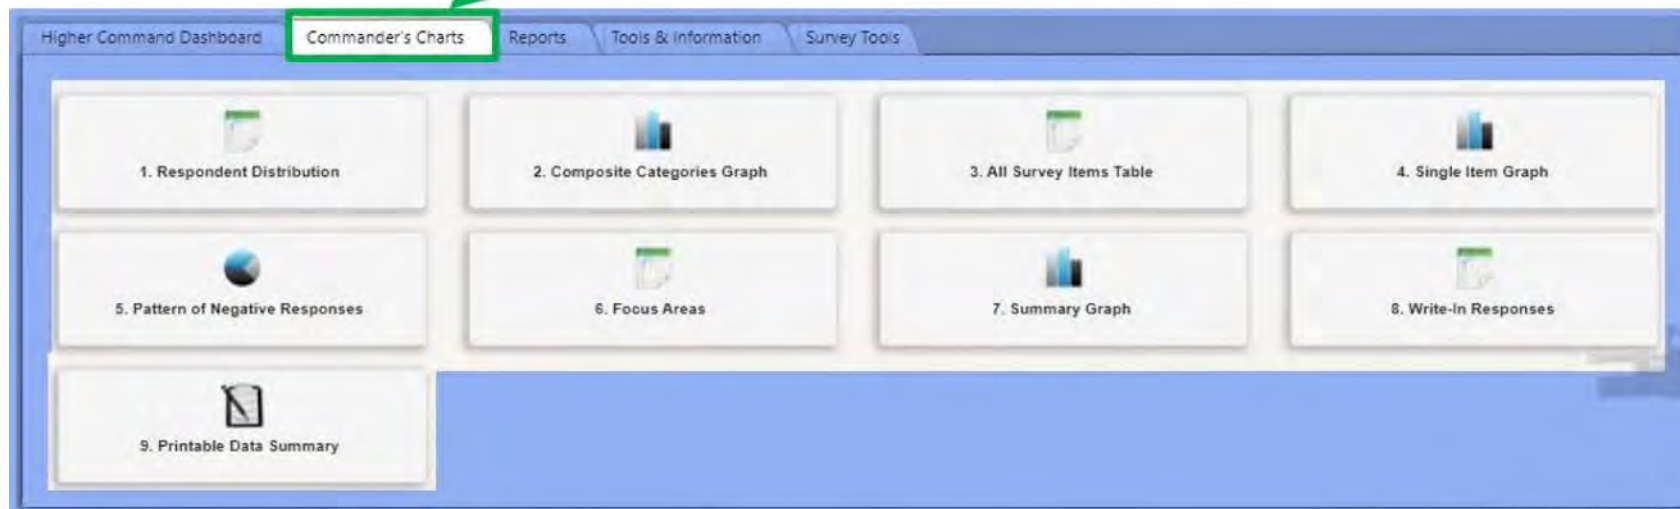 Higher Command Dashboard
Commander's Charts
Reports
Tools & Information
Survey Tools
1. Respondent Distribution
2. Composite Categories Graph
3. All Survey Items Table
4. Single Item Graph
5. Pattern of Negative Responses
6. Focus Areas
7. Summary Graph
8. Write-In Responses
9. Printable Data Summary